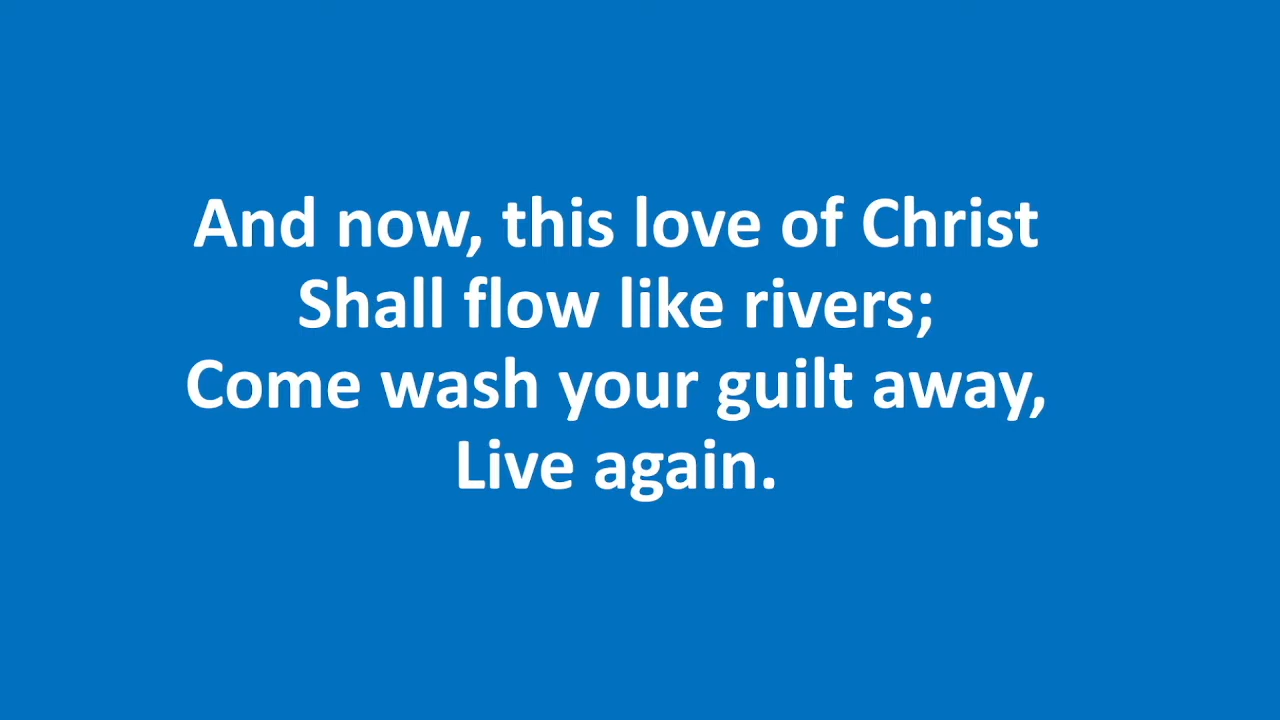 And now, this love of Christ
Shall flow like rivers;
Come wash your guilt away,
Live again.